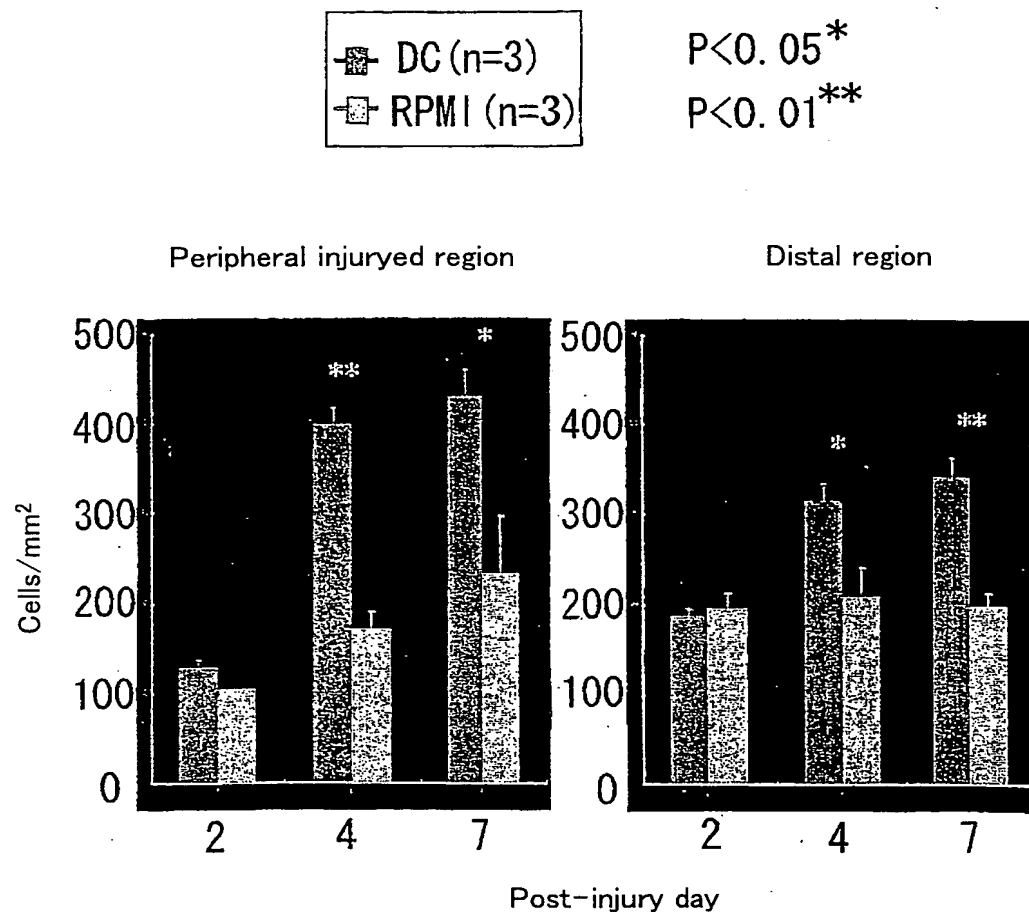 DC (n=3)
P<0.05*
RPMI (n=3)
P<0.01**
Peripheral injuryed region
Distal region
Cells/mm²
500
400
300
200
100
0
**
*
2
4
7
500
400
300
200
100
0
*
**
2
4
7
Post-injury day